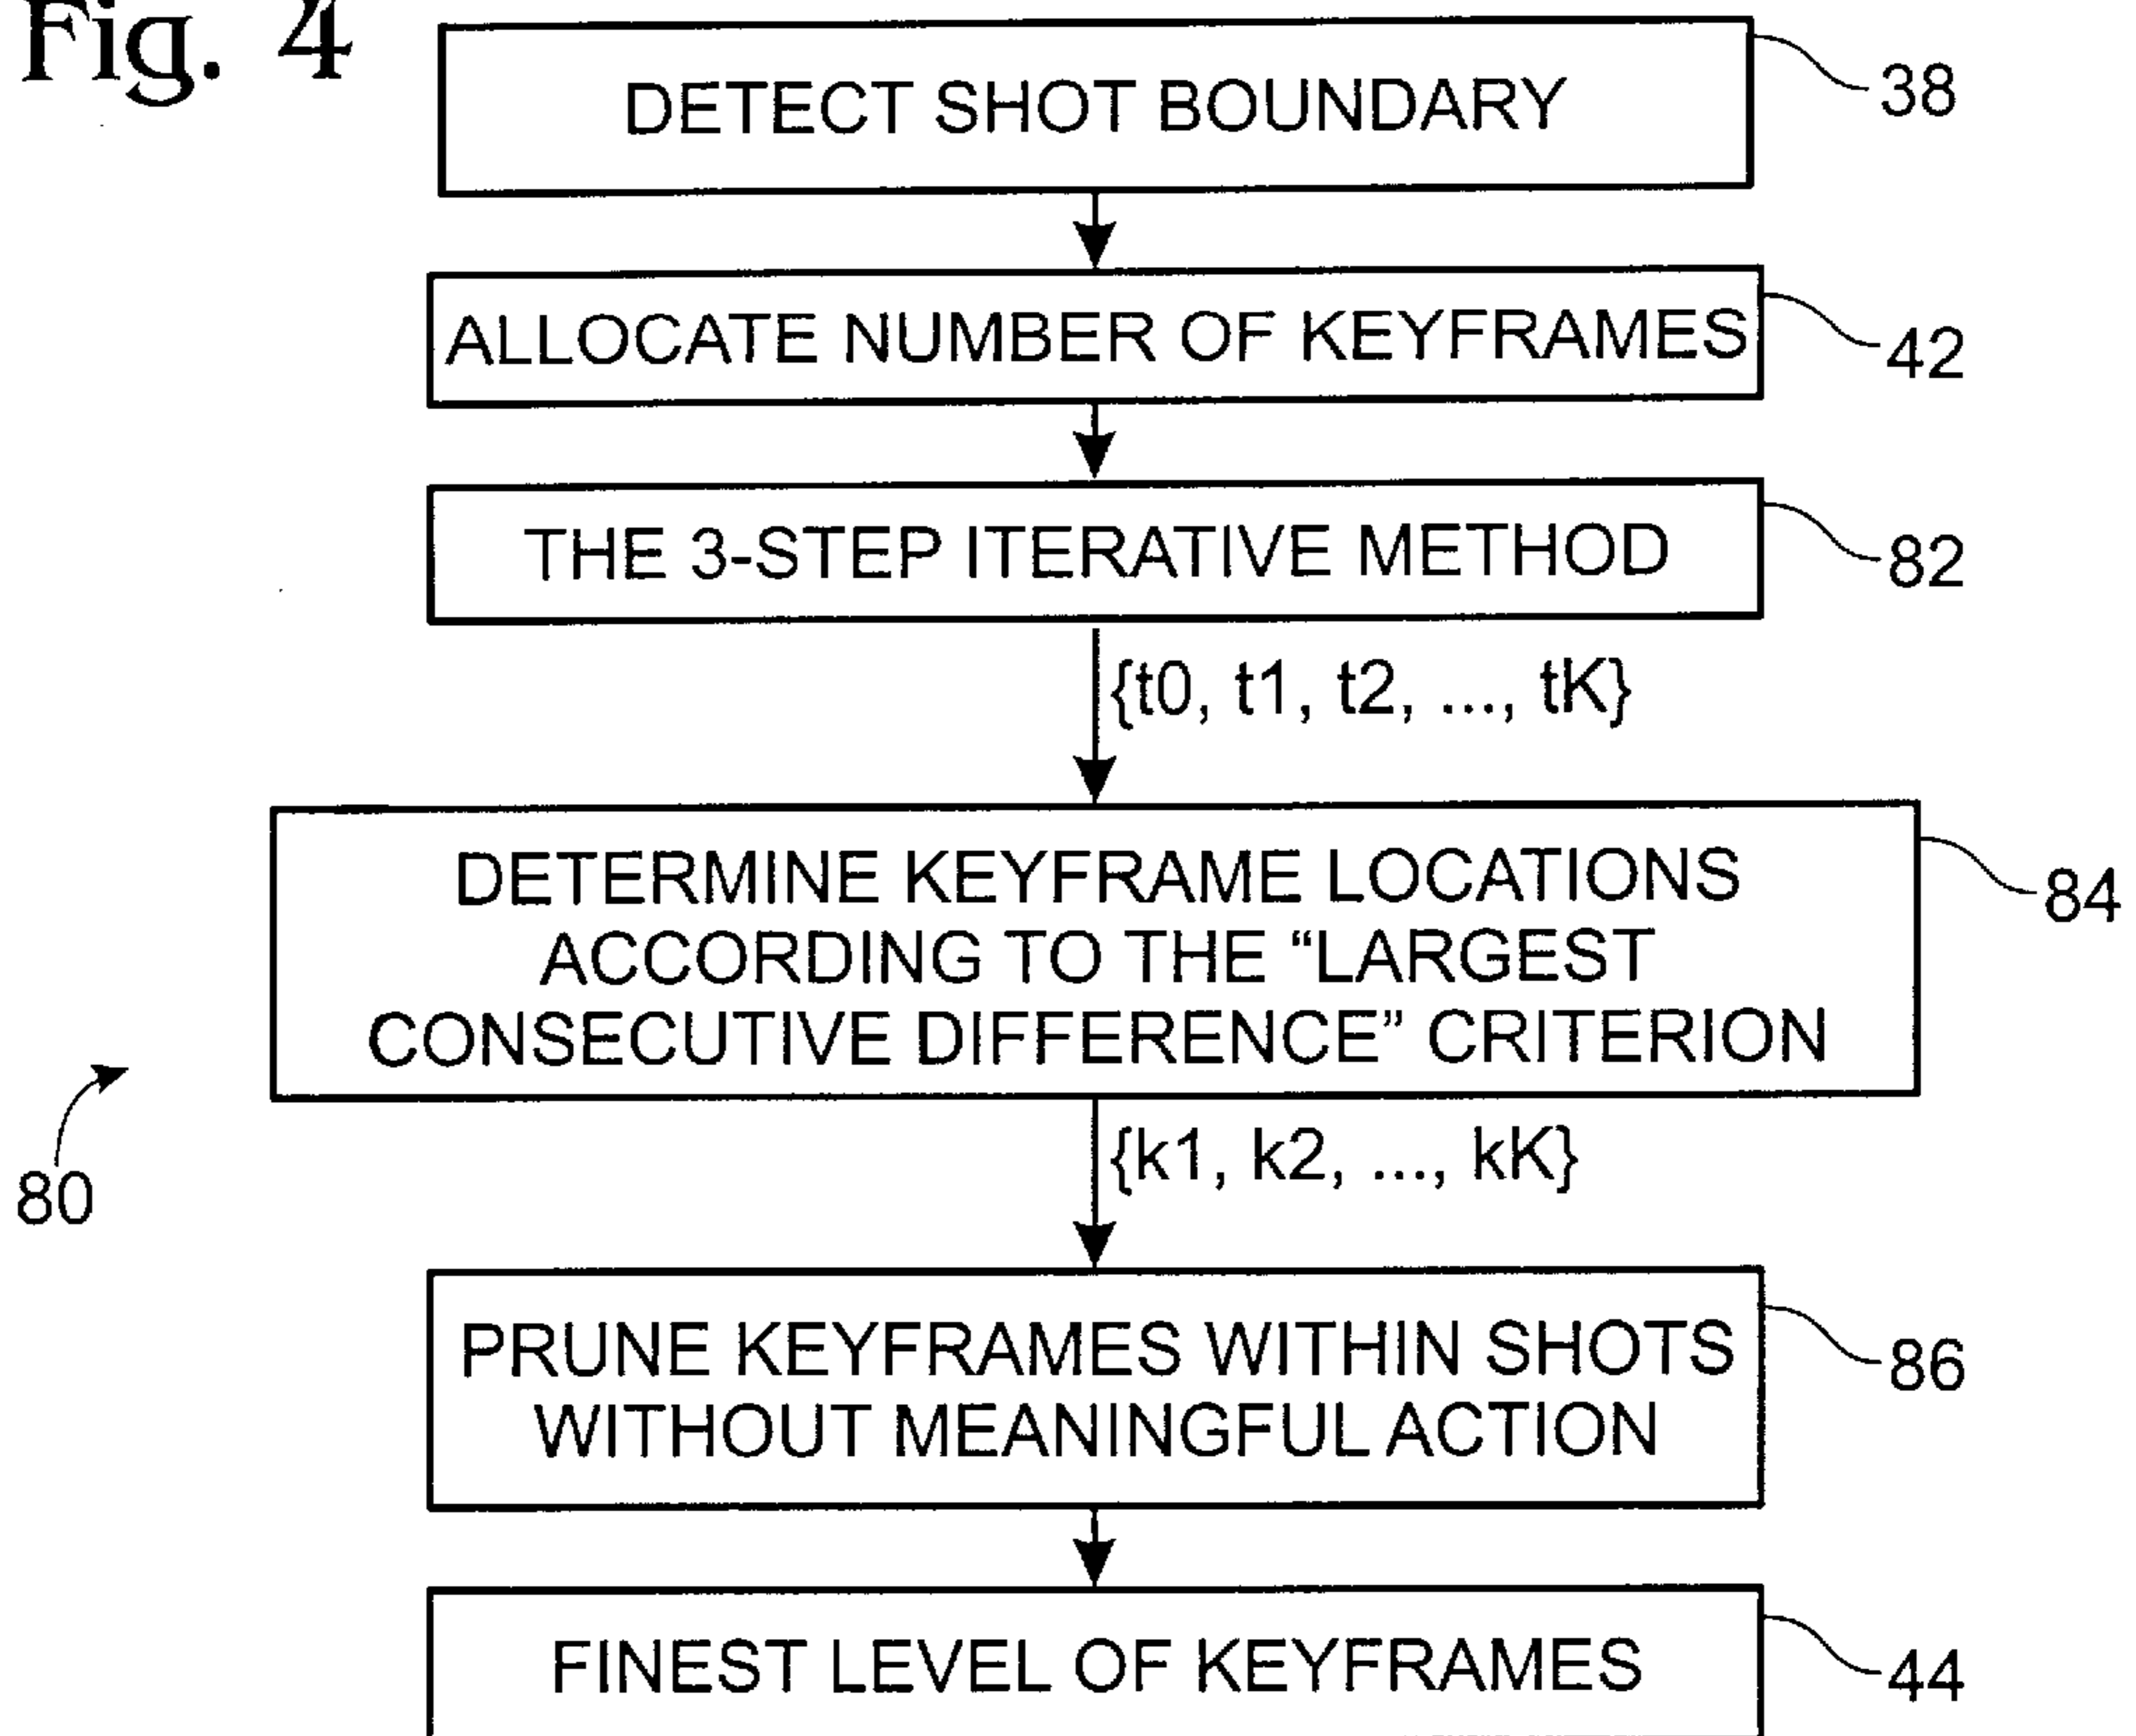 Fig. 4
DETECT SHOT BOUNDARY
38
ALLOCATE NUMBER OF KEYFRAMES
42
THE 3-STEP ITERATIVE METHOD
82
{t0, t1, t2, ..., tK}
DETERMINE KEYFRAME LOCATIONS
ACCORDING TO THE “LARGEST
CONSECUTIVE DIFFERENCE” CRITERION
84
80
{k1, k2, ..., kK}
PRUNE KEYFRAMES WITHIN SHOTS
WITHOUT MEANINGFUL ACTION
86
FINEST LEVEL OF KEYFRAMES
44